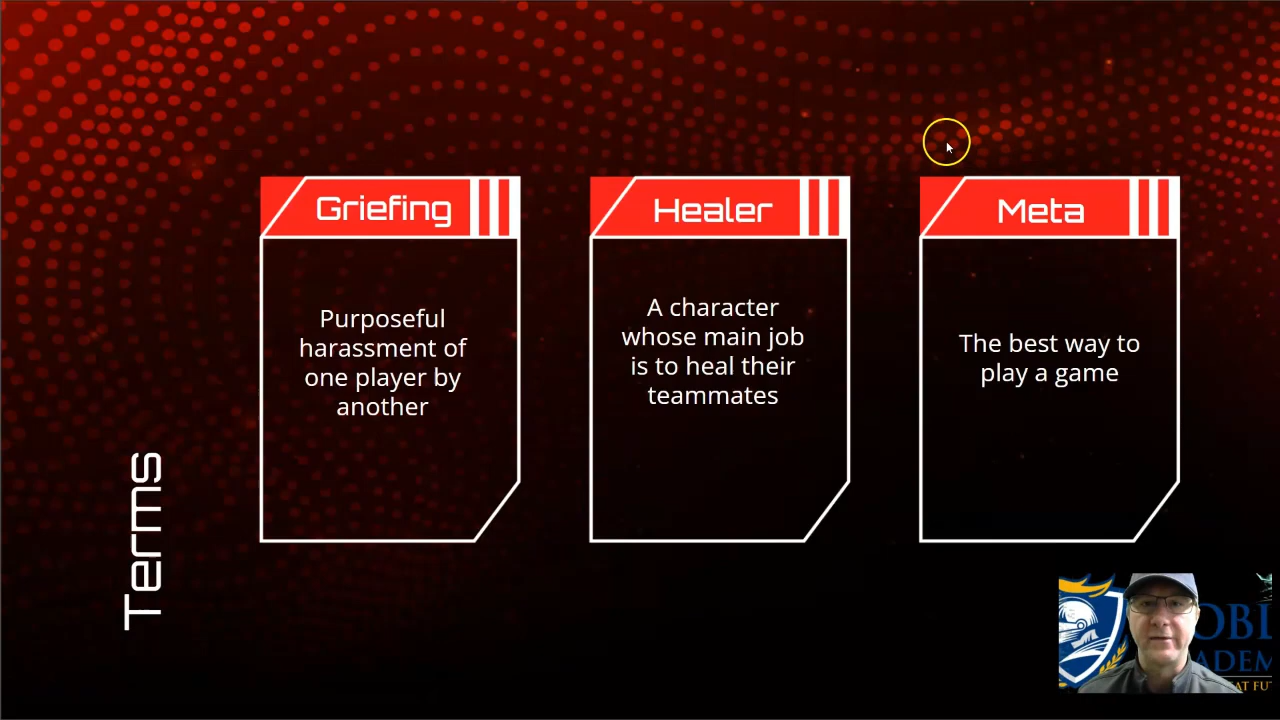 Griefing
Purposeful
harassment of
one player by
another
Healer
A character
whose main job
is to heal their
teammates
Meta
The best way to
play a game
Terms